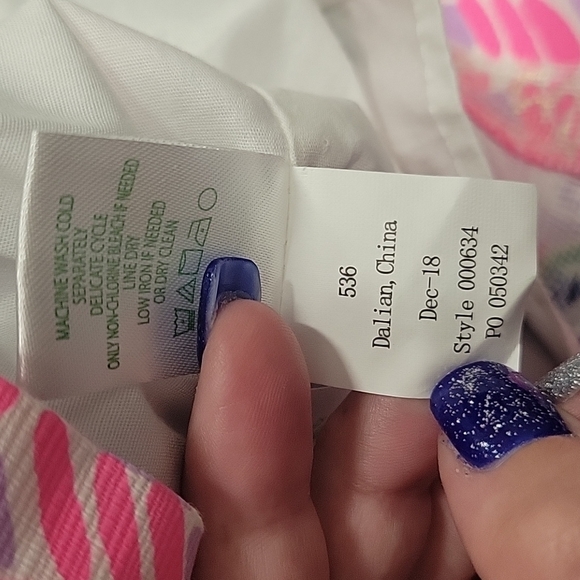 MACHINE WASH COLD
SEPARATELY
DELICATE CYCLE
ONLY NON-CHLORINE BLEACH IF NEEDED
LINE DRY
LOW IRON IF NEEDED
OR DRY CLEAN
536
Dalian, China
Dec-18
Style 000634
PO 050342